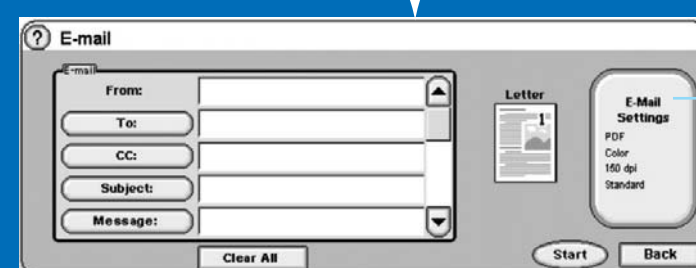 ? E-mail
E-mail
From:
To:
CC:
Subject:
Message:
Clear All
Letter
1
E-Mail
Settings
PDF
Color
150 dpi
Standard
Start
Back